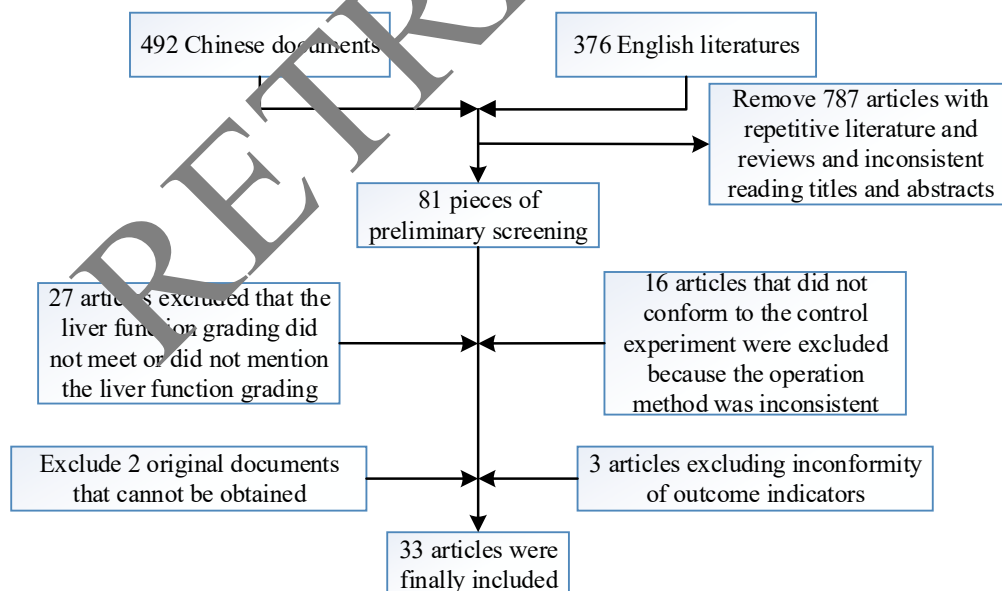 492 Chinese documents
376 English literatures
Remove 787 articles with
repetitive literature and
reviews and inconsistent
reading titles and abstracts
81 pieces of
preliminary screening
27 articles excluded that the
liver function grading did
not meet or did not mention
the liver function grading
16 articles that did not
conform to the control
experiment were excluded
because the operation
method was inconsistent
Exclude 2 original documents
that cannot be obtained
3 articles excluding inconformity
of outcome indicators
33 articles were
finally included
RETR